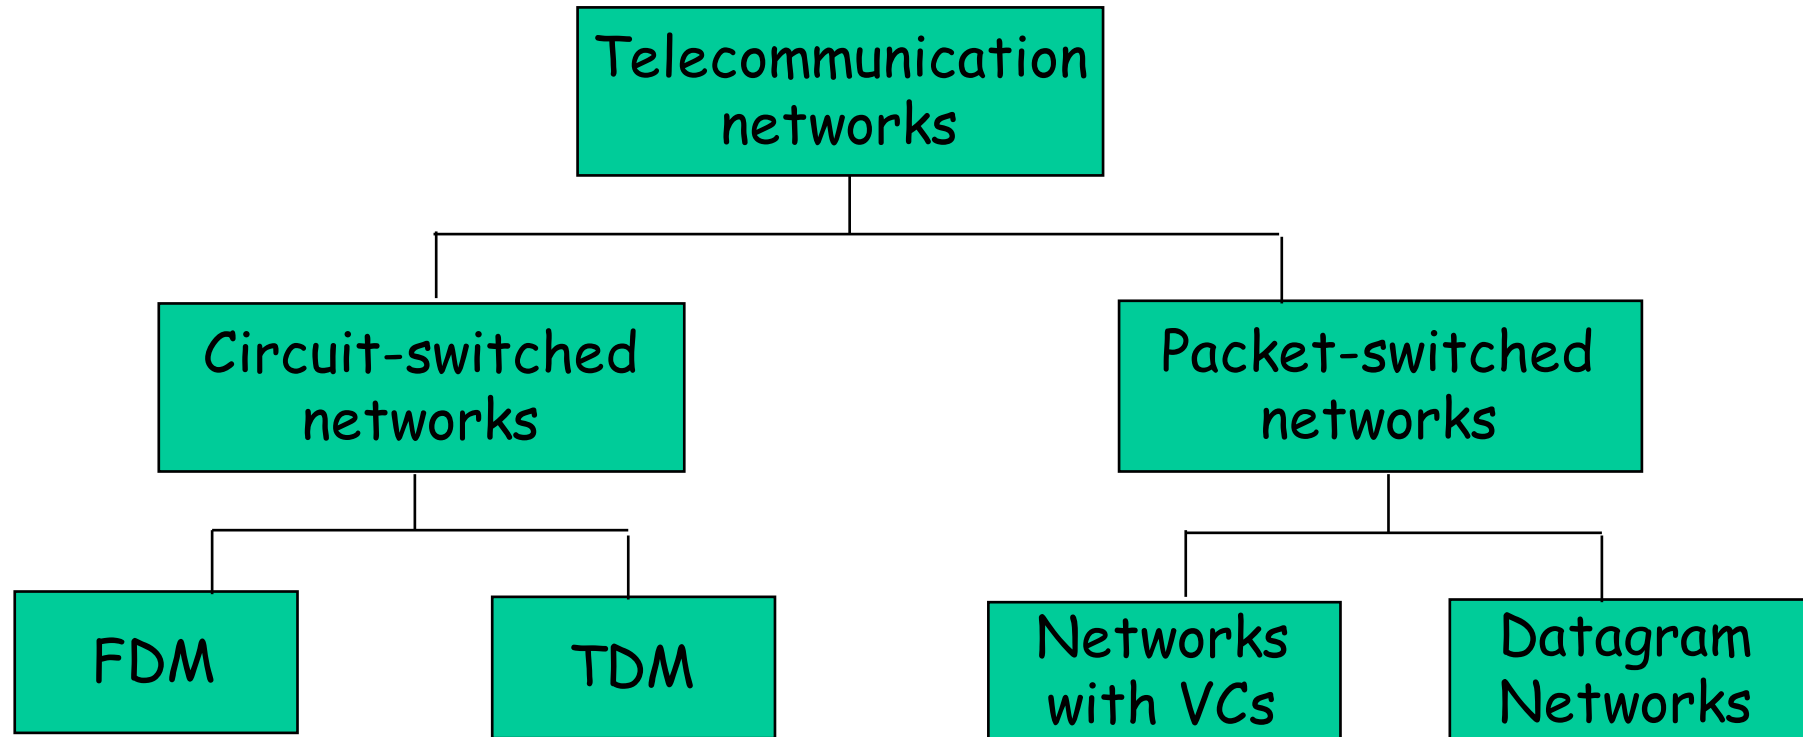 Telecommunication
networks
Circuit-switched
networks
Packet-switched
networks
FDM
TDM
Networks
with VCs
Datagram
Networks